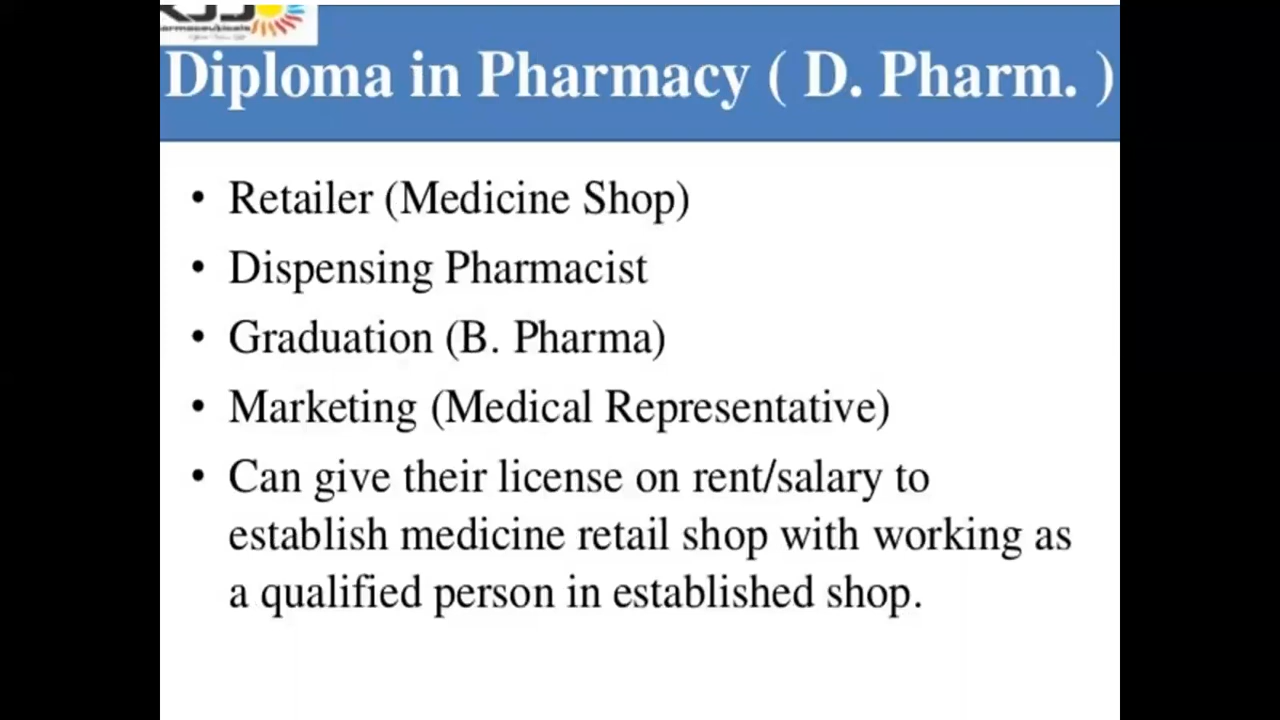 Diploma in Pharmacy ( D. Pharm. )
• Retailer (Medicine Shop)
• Dispensing Pharmacist
• Graduation (B. Pharma)
• Marketing (Medical Representative)
• Can give their license on rent/salary to
establish medicine retail shop with working as
a qualified person in established shop.